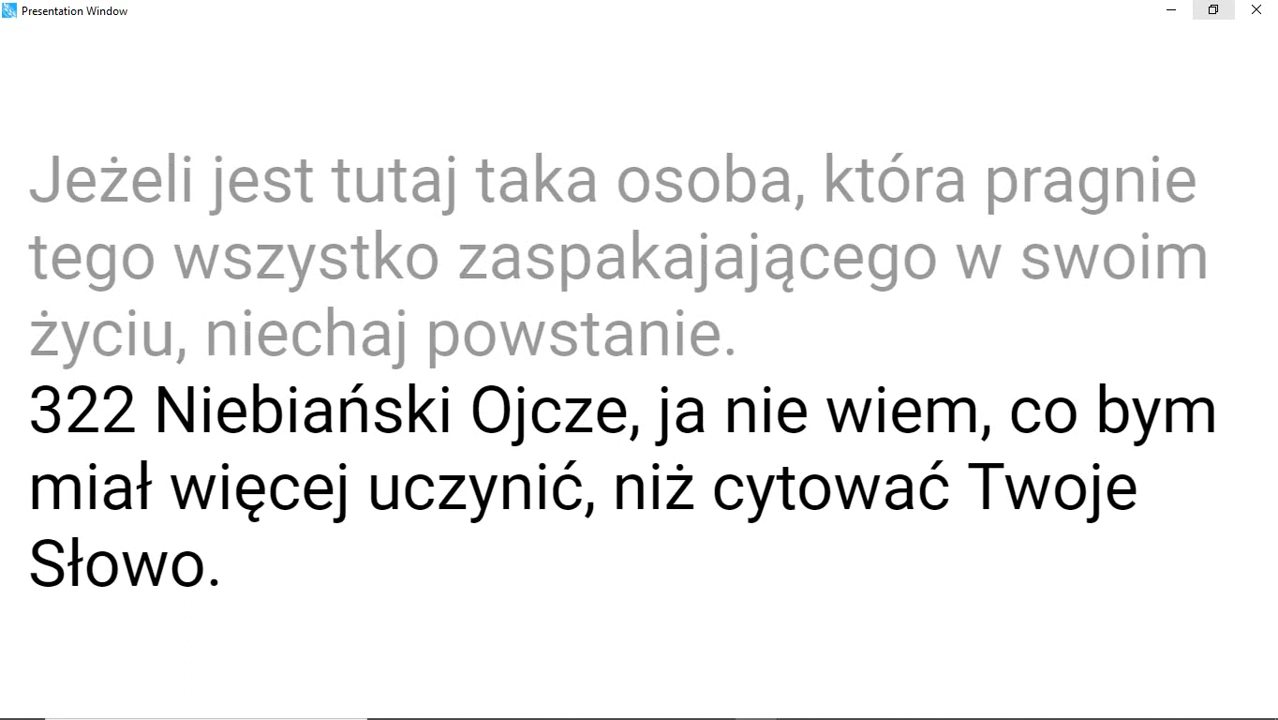 Presentation Window
Jeżeli jest tutaj taka osoba, która pragnie
tego wszystko zaspakajającego w swoim
życiu, niechaj powstanie.
322 Niebiański Ojcze, ja nie wiem, co bym
miał więcej uczynić, niż cytować Twoje
Słowo.